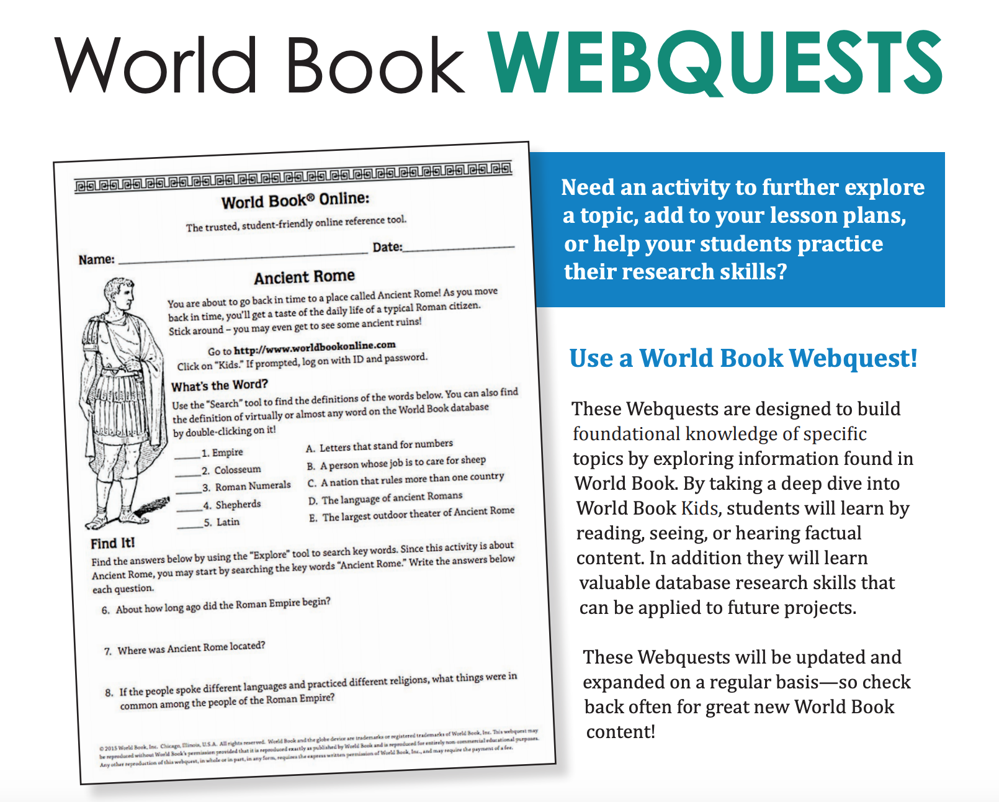 World Book WEBQUESTS
World Book® Online:
The trusted, student-friendly online reference tool.
Name: ____________________ Date:____________________
Ancient Rome
You are about to go back in time to a place called Ancient Rome! As you move
back in time, you'll get a taste of the daily life of a typical Roman citizen.
Stick around – you may even get to see some ancient ruins!
Go to http://www.worldbookonline.com
Click on "Kids." If prompted, log on with ID and password.
What's the Word?
Use the "Search" tool to find the definitions of the words below. You can also find
the definition of virtually or almost any word on the World Book database
by double-clicking on it!
_____1. Empire
_____2. Colosseum
_____3. Roman Numerals
_____4. Shepherds
_____5. Latin
A. Letters that stand for numbers
B. A person whose job is to care for sheep
C. A nation that rules more than one country
D. The language of ancient Romans
E. The largest outdoor theater of Ancient Rome
Find It!
Find the answers below by using the "Explore" tool to search key words. Since this activity is about
Ancient Rome, you may start by searching the key words "Ancient Rome." Write the answers below
each question.
6. About how long ago did the Roman Empire begin?
7. Where was Ancient Rome located?
8. If the people spoke different languages and practiced different religions, what things were in
common among the people of the Roman Empire?
© 2015 World Book, Inc. Chicago, Illinois, U.S.A. All rights reserved. World Book and the globe device are trademarks or registered trademarks of World Book, Inc. This webquest may
be reproduced without World Book's permission provided that it is reproduced exactly as published by World Book and is reproduced for entirely non-commercial educational purposes.
Any other reproduction of this webquest, in whole or in part, in any form, requires the express written permission of World Book, Inc., and may require the payment of a fee.
Need an activity to further explore
a topic, add to your lesson plans,
or help your students practice
their research skills?
Use a World Book Webquest!
These Webquests are designed to build
foundational knowledge of specific
topics by exploring information found in
World Book. By taking a deep dive into
World Book Kids, students will learn by
reading, seeing, or hearing factual
content. In addition they will learn
valuable database research skills that
can be applied to future projects.
These Webquests will be updated and
expanded on a regular basis—so check
back often for great new World Book
content!